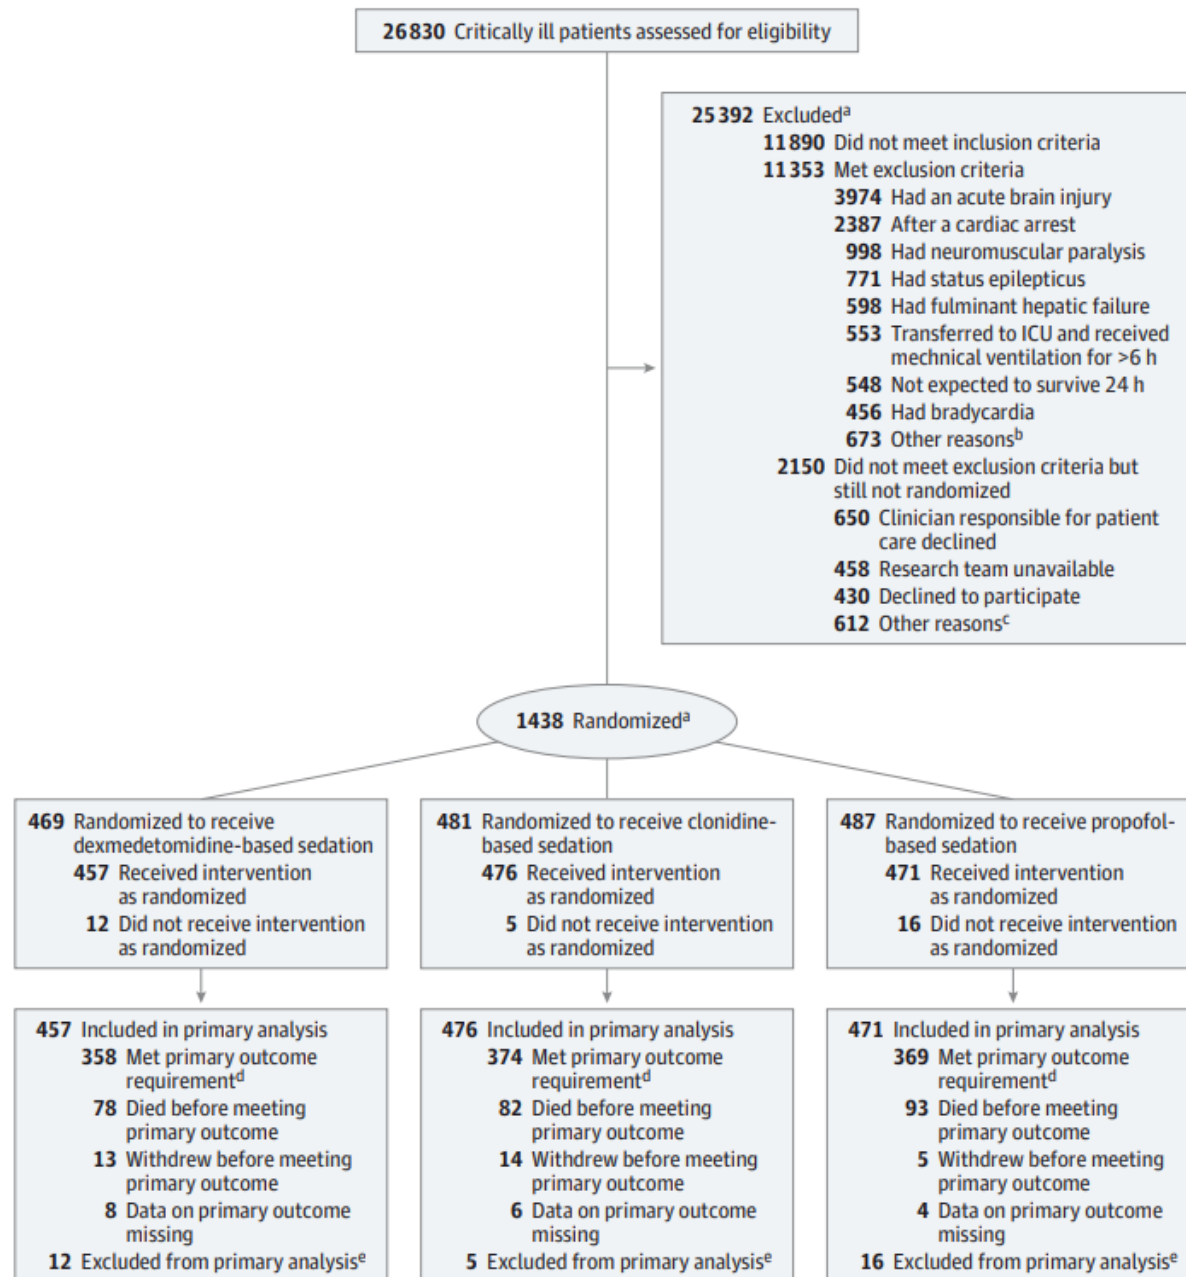 26830 Critically ill patients assessed for eligibility
25392 Excludedᵃ
11890 Did not meet inclusion criteria
11353 Met exclusion criteria
3974 Had an acute brain injury
2387 After a cardiac arrest
998 Had neuromuscular paralysis
771 Had status epilepticus
598 Had fulminant hepatic failure
553 Transferred to ICU and received
mechnical ventilation for >6 h
548 Not expected to survive 24 h
456 Had bradycardia
673 Other reasonsᵇ
2150 Did not meet exclusion criteria but
still not randomized
650 Clinician responsible for patient
care declined
458 Research team unavailable
430 Declined to participate
612 Other reasonsᶜ
1438 Randomizedᵃ
469 Randomized to receive
dexmedetomidine-based sedation
457 Received intervention
as randomized
12 Did not receive intervention
as randomized
481 Randomized to receive clonidine-
based sedation
476 Received intervention
as randomized
5 Did not receive intervention
as randomized
487 Randomized to receive propofol-
based sedation
471 Received intervention
as randomized
16 Did not receive intervention
as randomized
457 Included in primary analysis
358 Met primary outcome
requirementᵈ
78 Died before meeting
primary outcome
13 Withdrew before meeting
primary outcome
8 Data on primary outcome
missing
12 Excluded from primary analysisᵉ
476 Included in primary analysis
374 Met primary outcome
requirementᵈ
82 Died before meeting
primary outcome
14 Withdrew before meeting
primary outcome
6 Data on primary outcome
missing
5 Excluded from primary analysisᵉ
471 Included in primary analysis
369 Met primary outcome
requirementᵈ
93 Died before meeting
primary outcome
5 Withdrew before meeting
primary outcome
4 Data on primary outcome
missing
16 Excluded from primary analysisᵉ